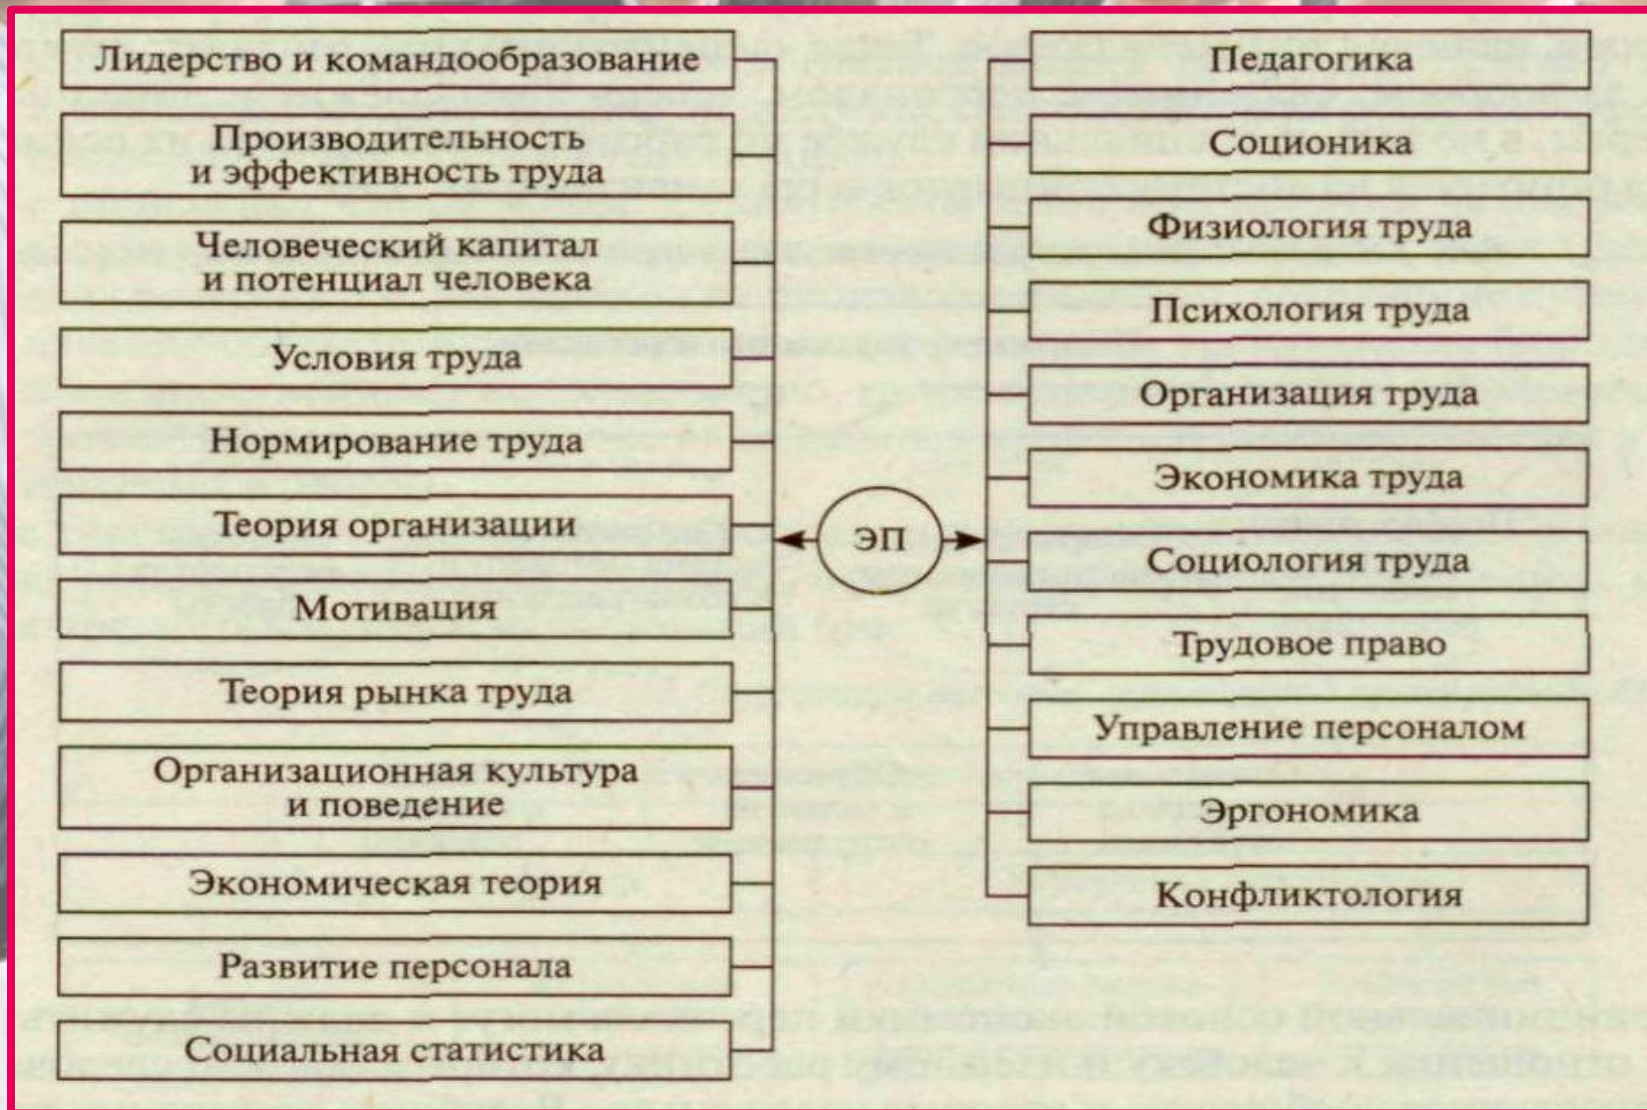 Лидерство и командообразование
Производительность
и эффективность труда
Человеческий капитал
и потенциал человека
Условия труда
Нормирование труда
Теория организации
Мотивация
Теория рынка труда
Организационная культура
и поведение
Экономическая теория
Развитие персонала
Социальная статистика
ЭП
Педагогика
Соционика
Физиология труда
Психология труда
Организация труда
Экономика труда
Социология труда
Трудовое право
Управление персоналом
Эргономика
Конфликтология